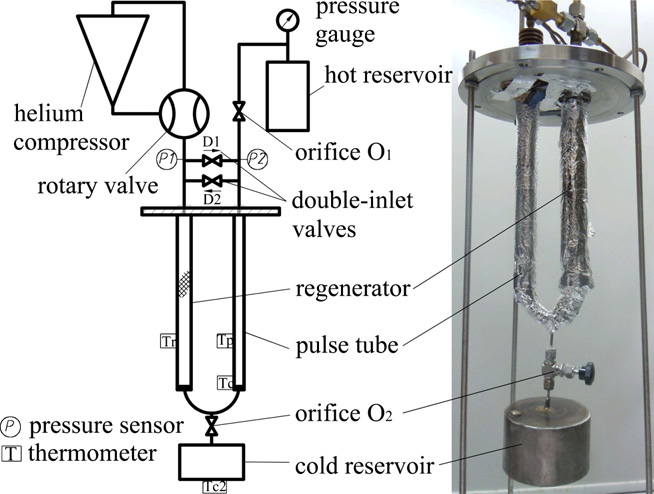 pressure
gauge
hot reservoir
helium
compressor
rotary valve
orifice O1
P1
D1
P2
D2
double-inlet
valves
regenerator
Tr
Tp
pulse tube
Tc
orifice O2
P pressure sensor
T thermometer
cold reservoir
Tc2